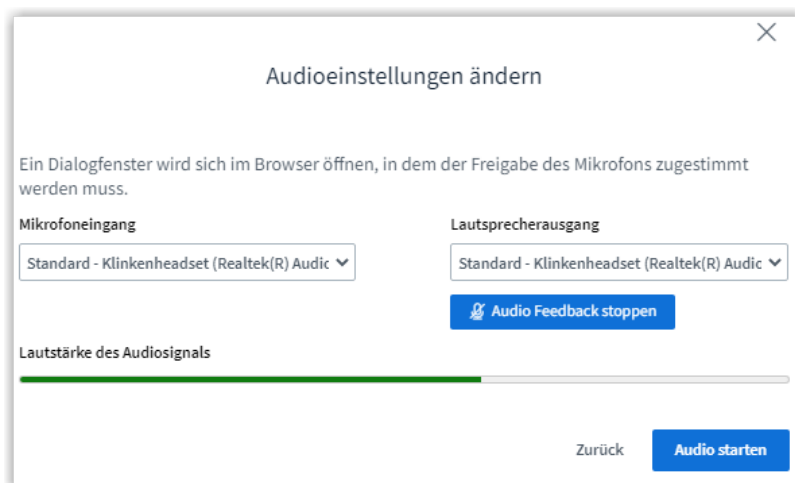 Audioeinstellungen ändern
Ein Dialogfenster wird sich im Browser öffnen, in dem der Freigabe des Mikrofons zugestimmt
werden muss.
Mikrofoneingang
Lautsprecherausgang
Standard - Klinkenheadset (Realtek(R) Audic
Standard - Klinkenheadset (Realtek(R) Audic
Audio Feedback stoppen
Lautstärke des Audiosignals
Zurück
Audio starten